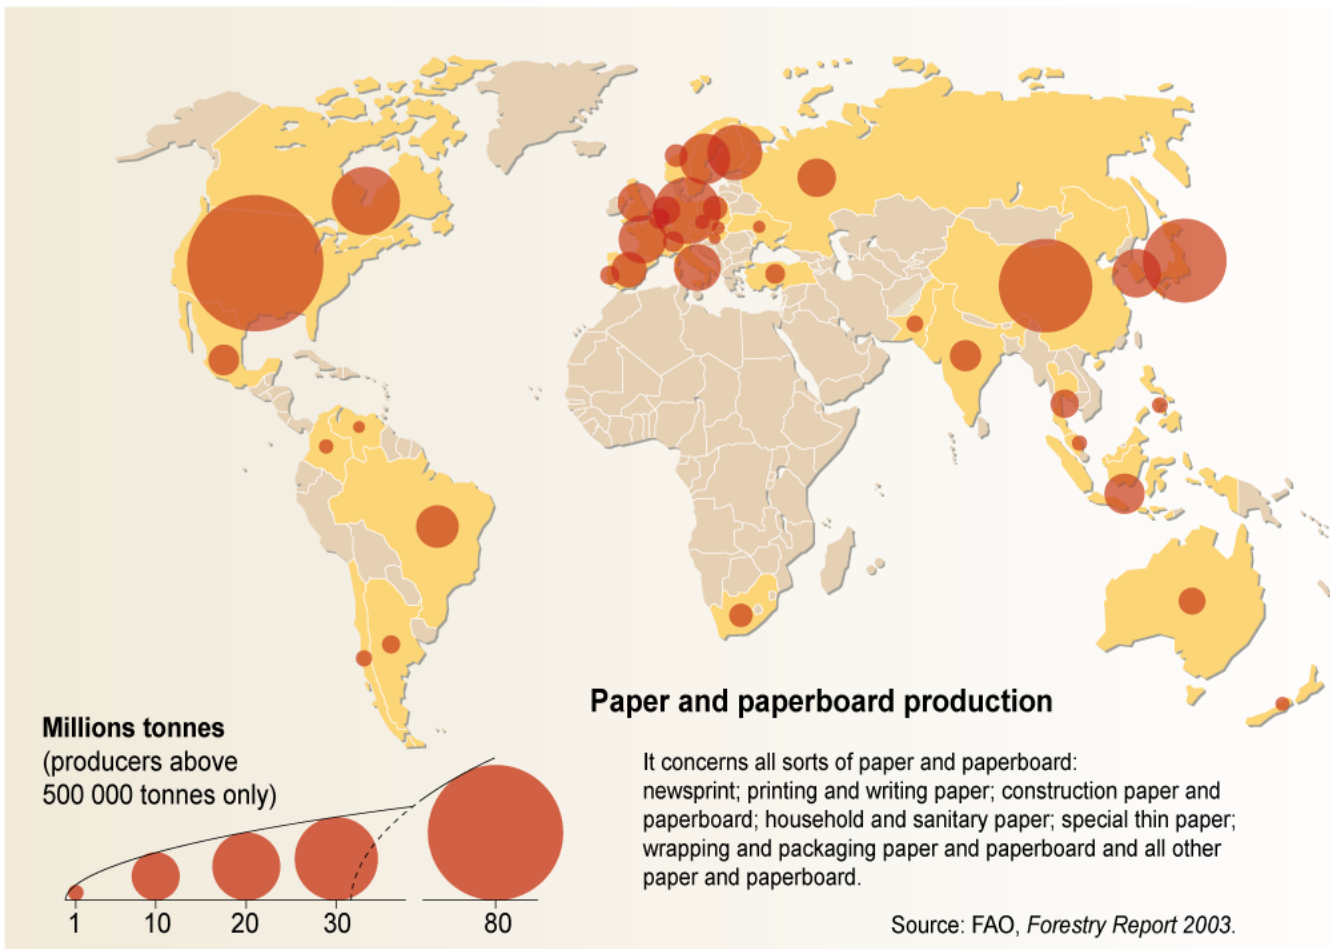 Paper and paperboard production
Millions tonnes
(producers above
500 000 tonnes only)
1 10 20 30 80
It concerns all sorts of paper and paperboard:
newsprint; printing and writing paper; construction paper and
paperboard; household and sanitary paper; special thin paper;
wrapping and packaging paper and paperboard and all other
paper and paperboard.
Source: FAO, Forestry Report 2003.